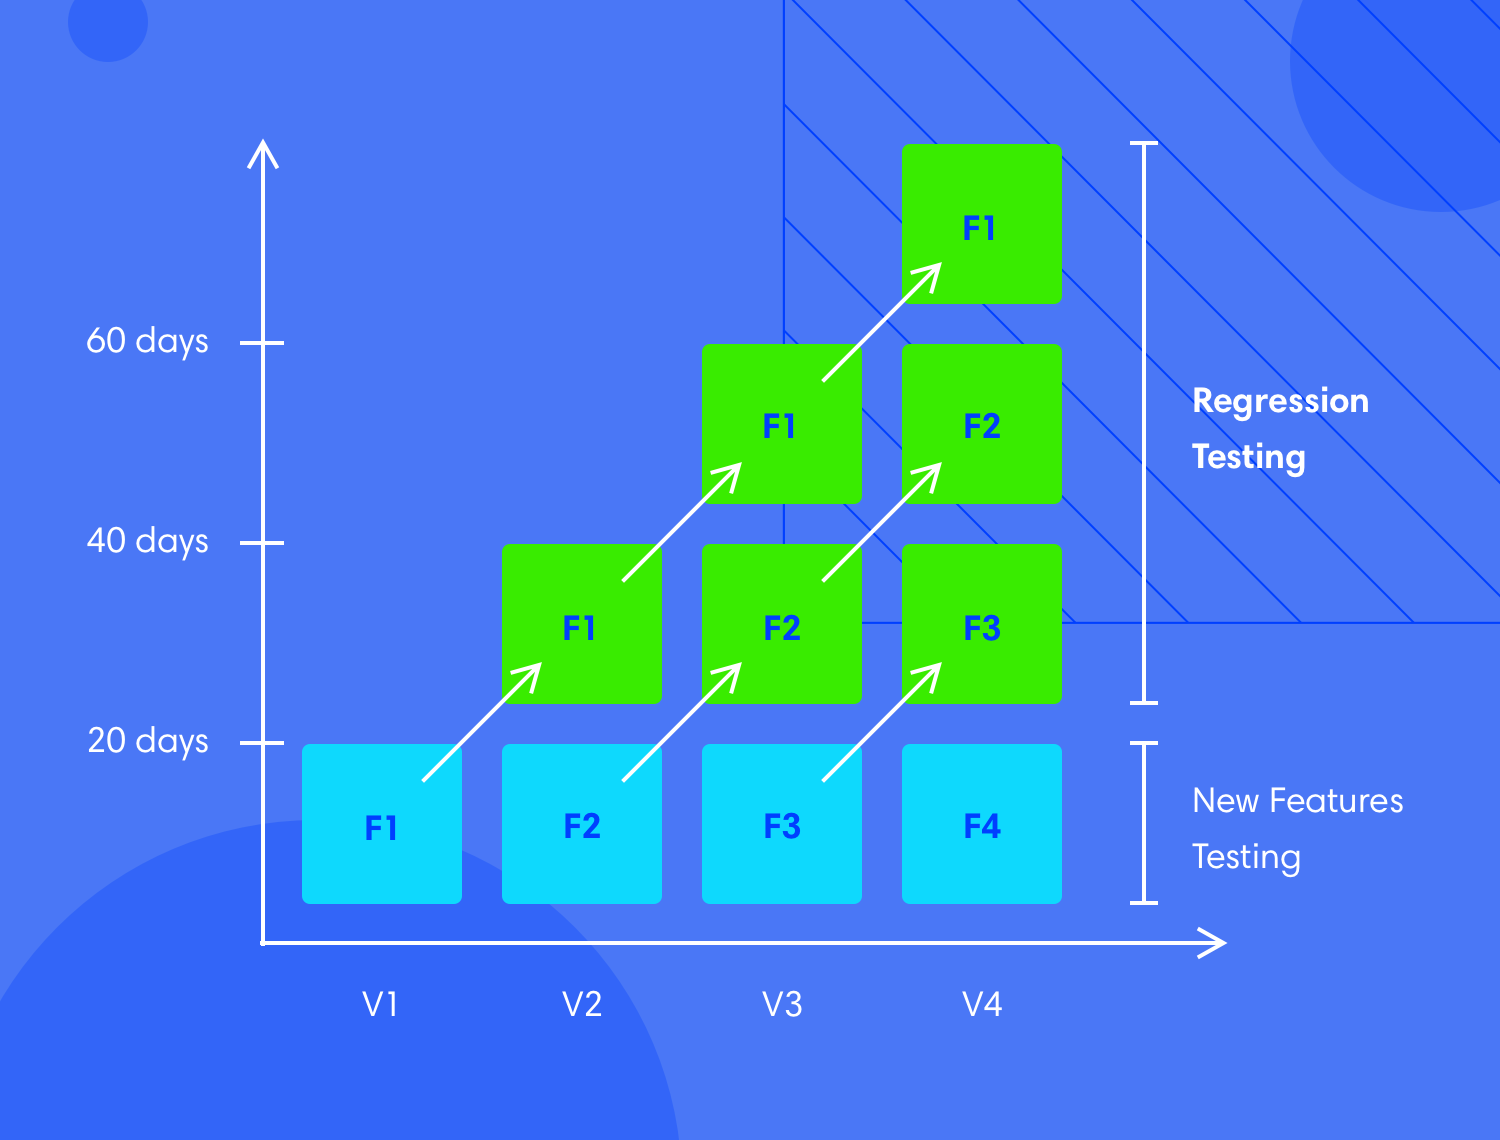 F1
60 days
F1
F2
Regression
Testing
40 days
F1
F2
F3
20 days
F1
F2
F3
F4
New Features
Testing
V1
V2
V3
V4